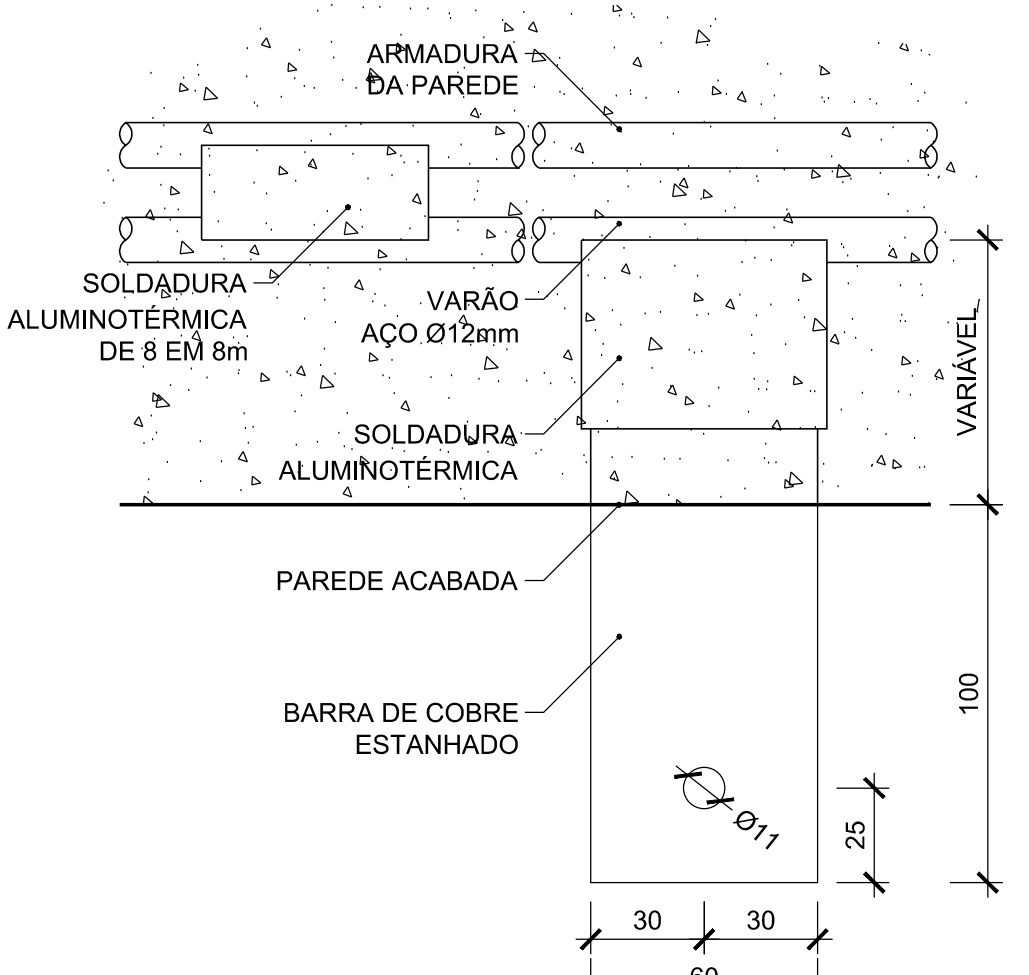 ARMADURA
DA PAREDE
SOLDADURA
ALUMINOTÉRMICA
DE 8 EM 8m
VARÃO
AÇO Ø12mm
VARIÁVEL
SOLDADURA
ALUMINOTÉRMICA
PAREDE ACABADA
BARRA DE COBRE
ESTANHADO
100
Ø11
25
30
30
60